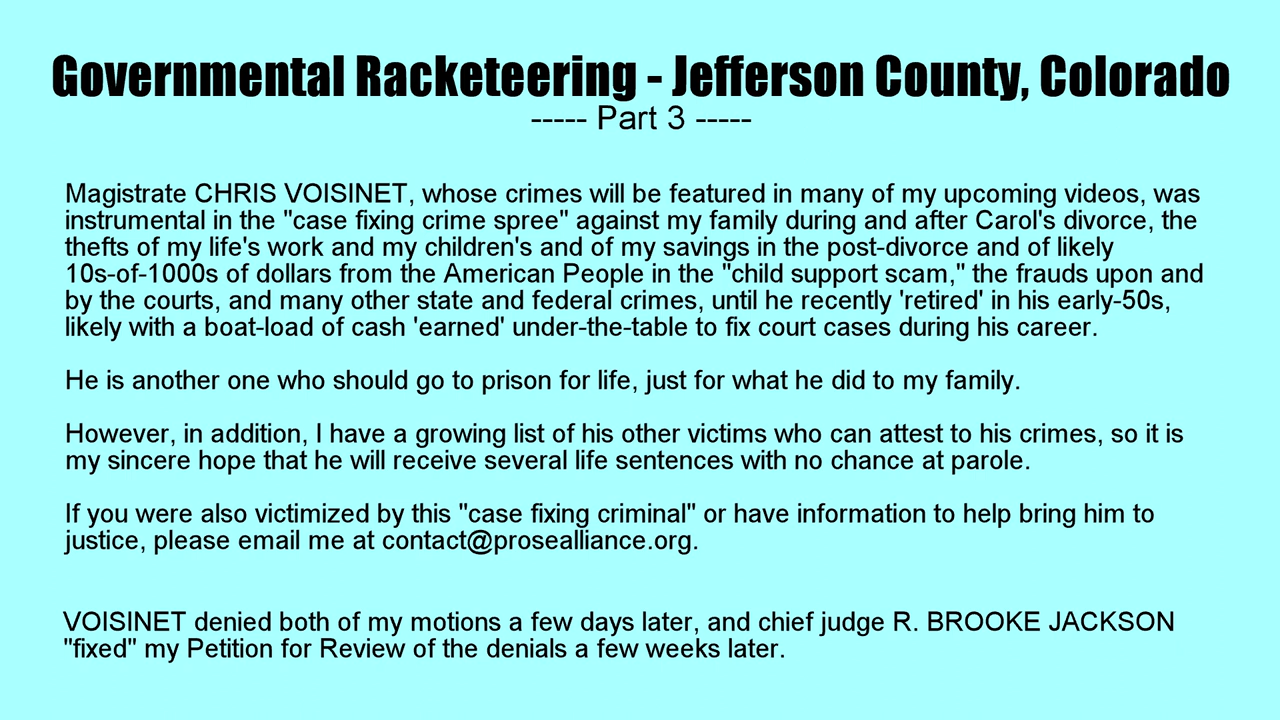 Governmental Racketeering - Jefferson County, Colorado
----- Part 3 -----
Magistrate CHRIS VOISINET, whose crimes will be featured in many of my upcoming videos, was
instrumental in the "case fixing crime spree" against my family during and after Carol's divorce, the
thefts of my life's work and my children's and of my savings in the post-divorce and of likely
10s-of-1000s of dollars from the American People in the "child support scam," the frauds upon and
by the courts, and many other state and federal crimes, until he recently 'retired' in his early-50s,
likely with a boat-load of cash 'earned' under-the-table to fix court cases during his career.
He is another one who should go to prison for life, just for what he did to my family.
However, in addition, I have a growing list of his other victims who can attest to his crimes, so it is
my sincere hope that he will receive several life sentences with no chance at parole.
If you were also victimized by this "case fixing criminal" or have information to help bring him to
justice, please email me at contact@prosealliance.org.
VOISINET denied both of my motions a few days later, and chief judge R. BROOKE JACKSON
"fixed" my Petition for Review of the denials a few weeks later.